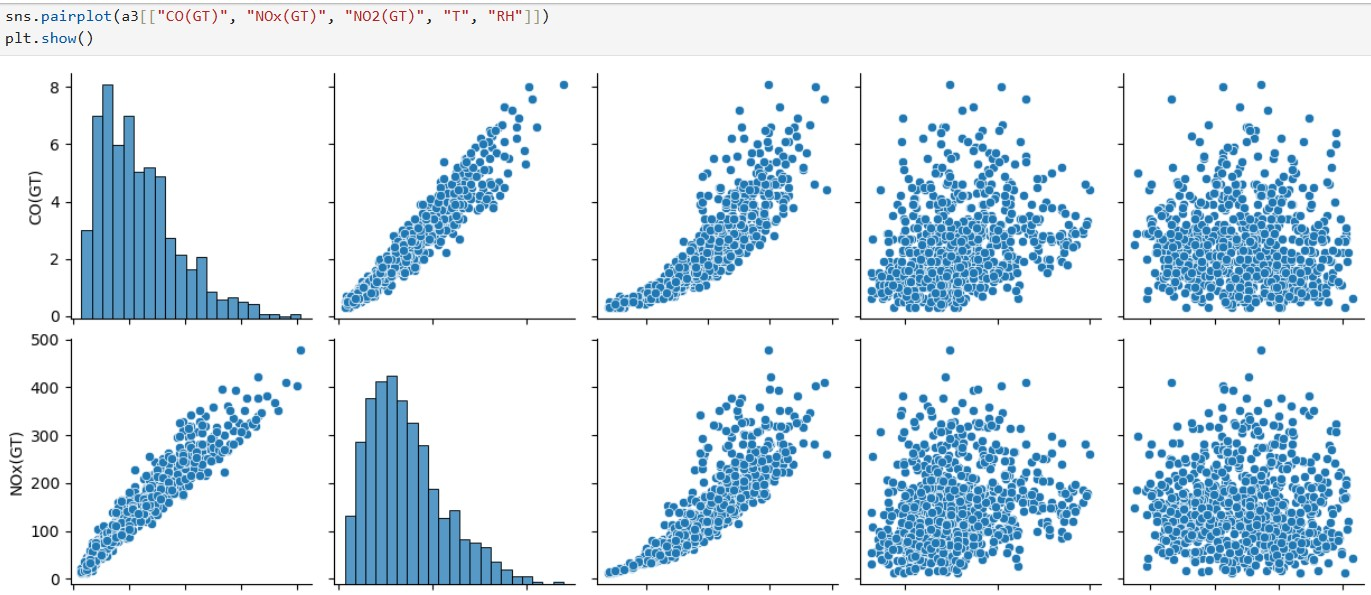 sns.pairplot(a3[["CO(GT)", "NOx(GT)", "NO2(GT)", "T", "RH"]])
plt.show()
8
6
4
2
0
CO(GT)
500
400
300
200
100
0
NOx(GT)